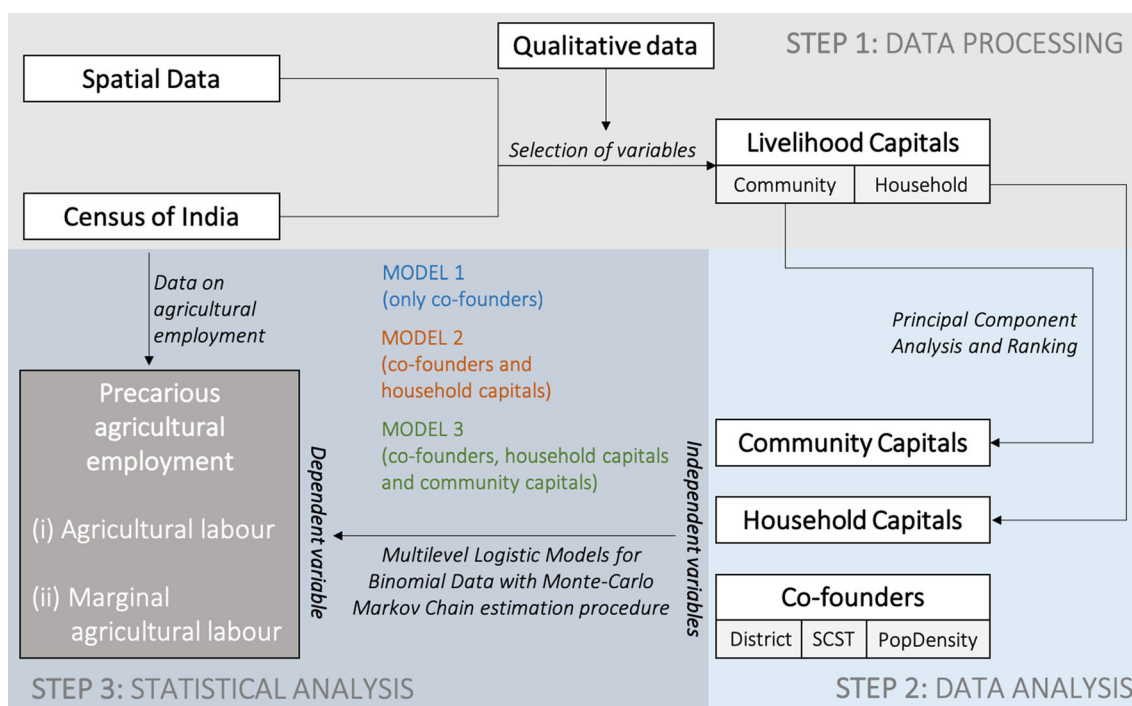 STEP 1: DATA PROCESSING
Qualitative data
Spatial Data
Selection of variables
Livelihood Capitals
Community
Household
Census of India
Data on
agricultural
employment
MODEL 1
(only co-founders)
MODEL 2
(co-founders and
household capitals)
MODEL 3
(co-founders, household capitals
and community capitals)
Principal Component
Analysis and Ranking
Precarious
agricultural
employment
(i) Agricultural labour
(ii) Marginal
agricultural labour
Dependent variable
Multilevel Logistic Models for
Binomial Data with Monte-Carlo
Markov Chain estimation procedure
Independent variables
Community Capitals
Household Capitals
Co-founders
District
SCST
PopDensity
STEP 3: STATISTICAL ANALYSIS
STEP 2: DATA ANALYSIS